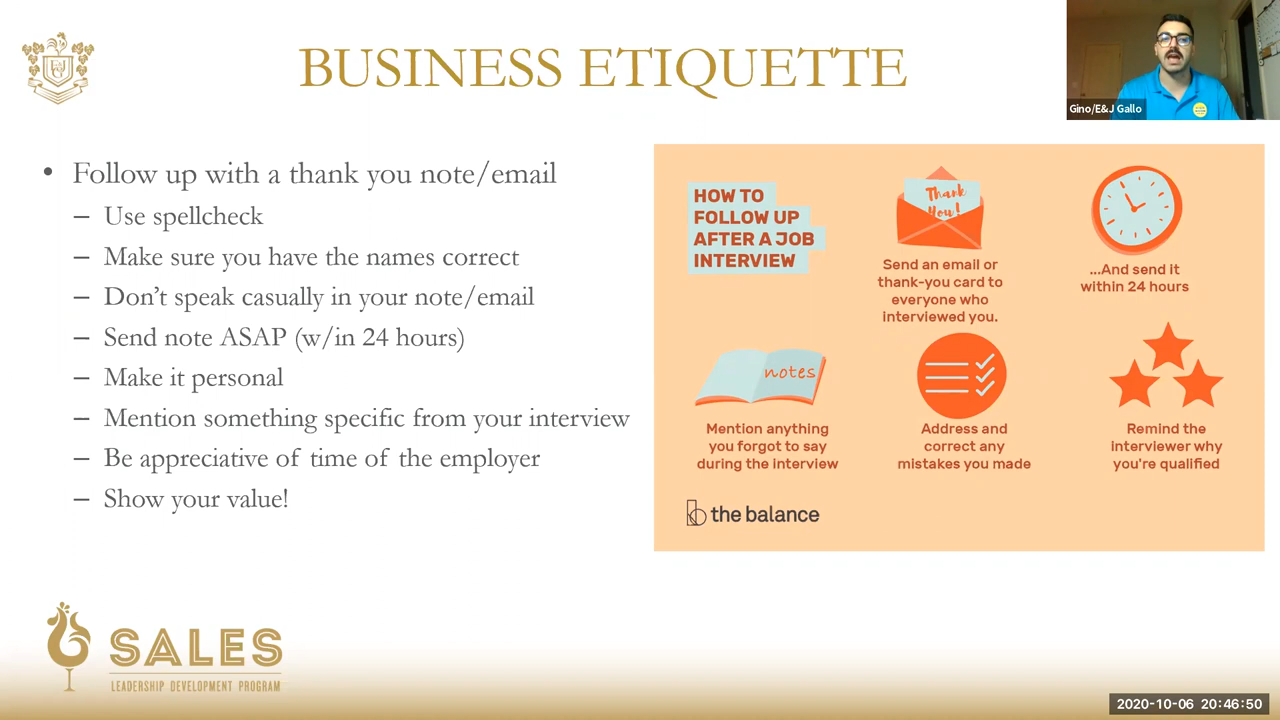 BUSINESS ETIQUETTE
Gino/E&J Gallo
• Follow up with a thank you note/email
– Use spellcheck
– Make sure you have the names correct
– Don't speak casually in your note/email
– Send note ASAP (w/in 24 hours)
– Make it personal
– Mention something specific from your interview
– Be appreciative of time of the employer
– Show your value!
HOW TO
FOLLOW UP
AFTER A JOB
INTERVIEW
Thank
You!
Send an email or
thank-you card to
everyone who
interviewed you.
...And send it
within 24 hours
notes
Mention anything
you forgot to say
during the interview
Address and
correct any
mistakes you made
Remind the
interviewer why
you're qualified
the balance
SALES
LEADERSHIP DEVELOPMENT PROGRAM
2020-10-06 20:46:50